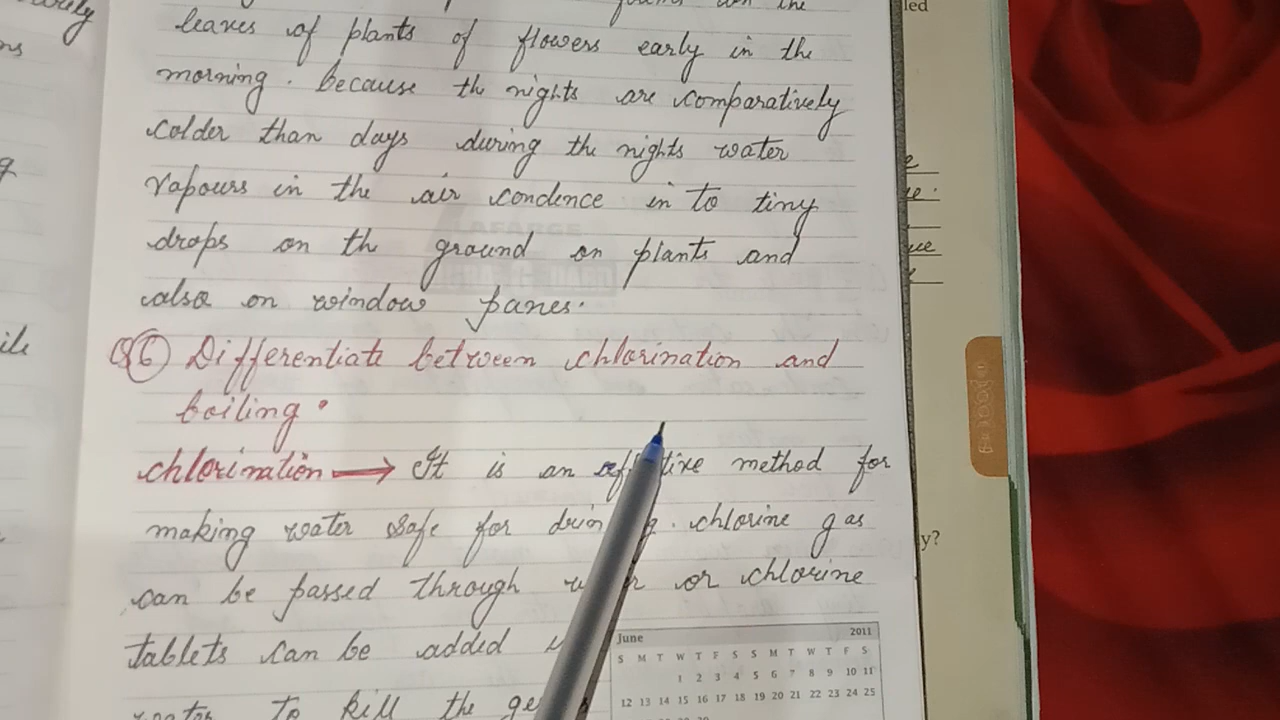 the
leaves of plants of flowers early in the
morning. because the nights are comparatively
colder than days during the nights water
vapours in the air condence in to tiny
drops on the ground on plants and
also on window panes.
Q6 Differentiate between chlorination and
boiling.
chlorination → It is an effective method for
making water safe for chlorine gas
can be passed through or chlorine
tablets can be added
water to kill the
led
y?
June 2011
S M T W T F S S M T W T F S
1 2 3 4 5 6 7 8 9 10 11
12 13 14 15 16 17 18 19 20 21 22 23 24 25